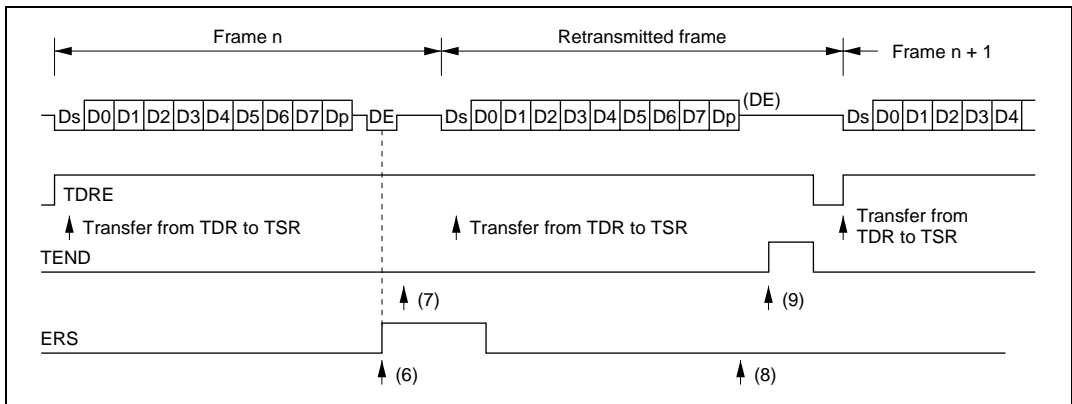 Frame n
Retransmitted frame
Frame n + 1
(DE)
Ds D0 D1 D2 D3 D4 D5 D6 D7 Dp DE Ds D0 D1 D2 D3 D4 D5 D6 D7 Dp Ds D0 D1 D2 D3 D4
TDRE
Transfer from TDR to TSR
Transfer from TDR to TSR
Transfer from
TDR to TSR
TEND
(7)
(9)
ERS
(6)
(8)